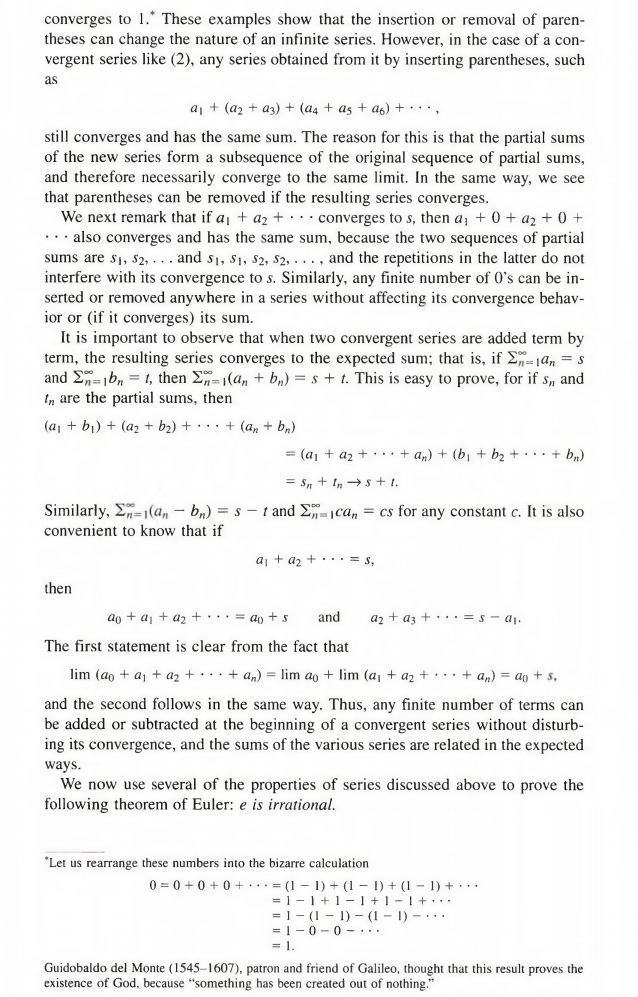 converges to 1.* These examples show that the insertion or removal of paren-
theses can change the nature of an infinite series. However, in the case of a con-
vergent series like (2), any series obtained from it by inserting parentheses, such
as
a₁ + (a₂ + a₃) + (a₄ + a₅ + a₆) + · · · ,
still converges and has the same sum. The reason for this is that the partial sums
of the new series form a subsequence of the original sequence of partial sums,
and therefore necessarily converge to the same limit. In the same way, we see
that parentheses can be removed if the resulting series converges.
We next remark that if a₁ + a₂ + · · · converges to s, then a₁ + 0 + a₂ + 0 +
· · · also converges and has the same sum, because the two sequences of partial
sums are s₁, s₂, . . . and s₁, s₁, s₂, s₂, . . . , and the repetitions in the latter do not
interfere with its convergence to s. Similarly, any finite number of 0's can be in-
serted or removed anywhere in a series without affecting its convergence behav-
ior or (if it converges) its sum.
It is important to observe that when two convergent series are added term by
term, the resulting series converges to the expected sum; that is, if Σ∞n=1 aₙ = s
and Σ∞n=1 bₙ = t, then Σ∞n=1 (aₙ + bₙ) = s + t. This is easy to prove, for if sₙ and
tₙ are the partial sums, then
(a₁ + b₁) + (a₂ + b₂) + · · · + (aₙ + bₙ)
= (a₁ + a₂ + · · · + aₙ) + (b₁ + b₂ + · · · + bₙ)
= sₙ + tₙ → s + t.
Similarly, Σ∞n=1 (aₙ − bₙ) = s − t and Σ∞n=1 caₙ = cs for any constant c. It is also
convenient to know that if
a₁ + a₂ + · · · = s,
then
a₀ + a₁ + a₂ + · · · = a₀ + s and a₂ + a₃ + · · · = s − a₁.
The first statement is clear from the fact that
lim (a₀ + a₁ + a₂ + · · · + aₙ) = lim a₀ + lim (a₁ + a₂ + · · · + aₙ) = a₀ + s,
and the second follows in the same way. Thus, any finite number of terms can
be added or subtracted at the beginning of a convergent series without disturb-
ing its convergence, and the sums of the various series are related in the expected
ways.
We now use several of the properties of series discussed above to prove the
following theorem of Euler: e is irrational.
*Let us rearrange these numbers into the bizarre calculation
0 = 0 + 0 + 0 + · · · = (1 − 1) + (1 − 1) + (1 − 1) + · · ·
= 1 − 1 + 1 − 1 + 1 − 1 + · · ·
= 1 − (1 − 1) − (1 − 1) − · · ·
= 1 − 0 − 0 − · · ·
= 1.
Guidobaldo del Monte (1545–1607), patron and friend of Galileo, thought that this result proves the
existence of God, because "something has been created out of nothing."